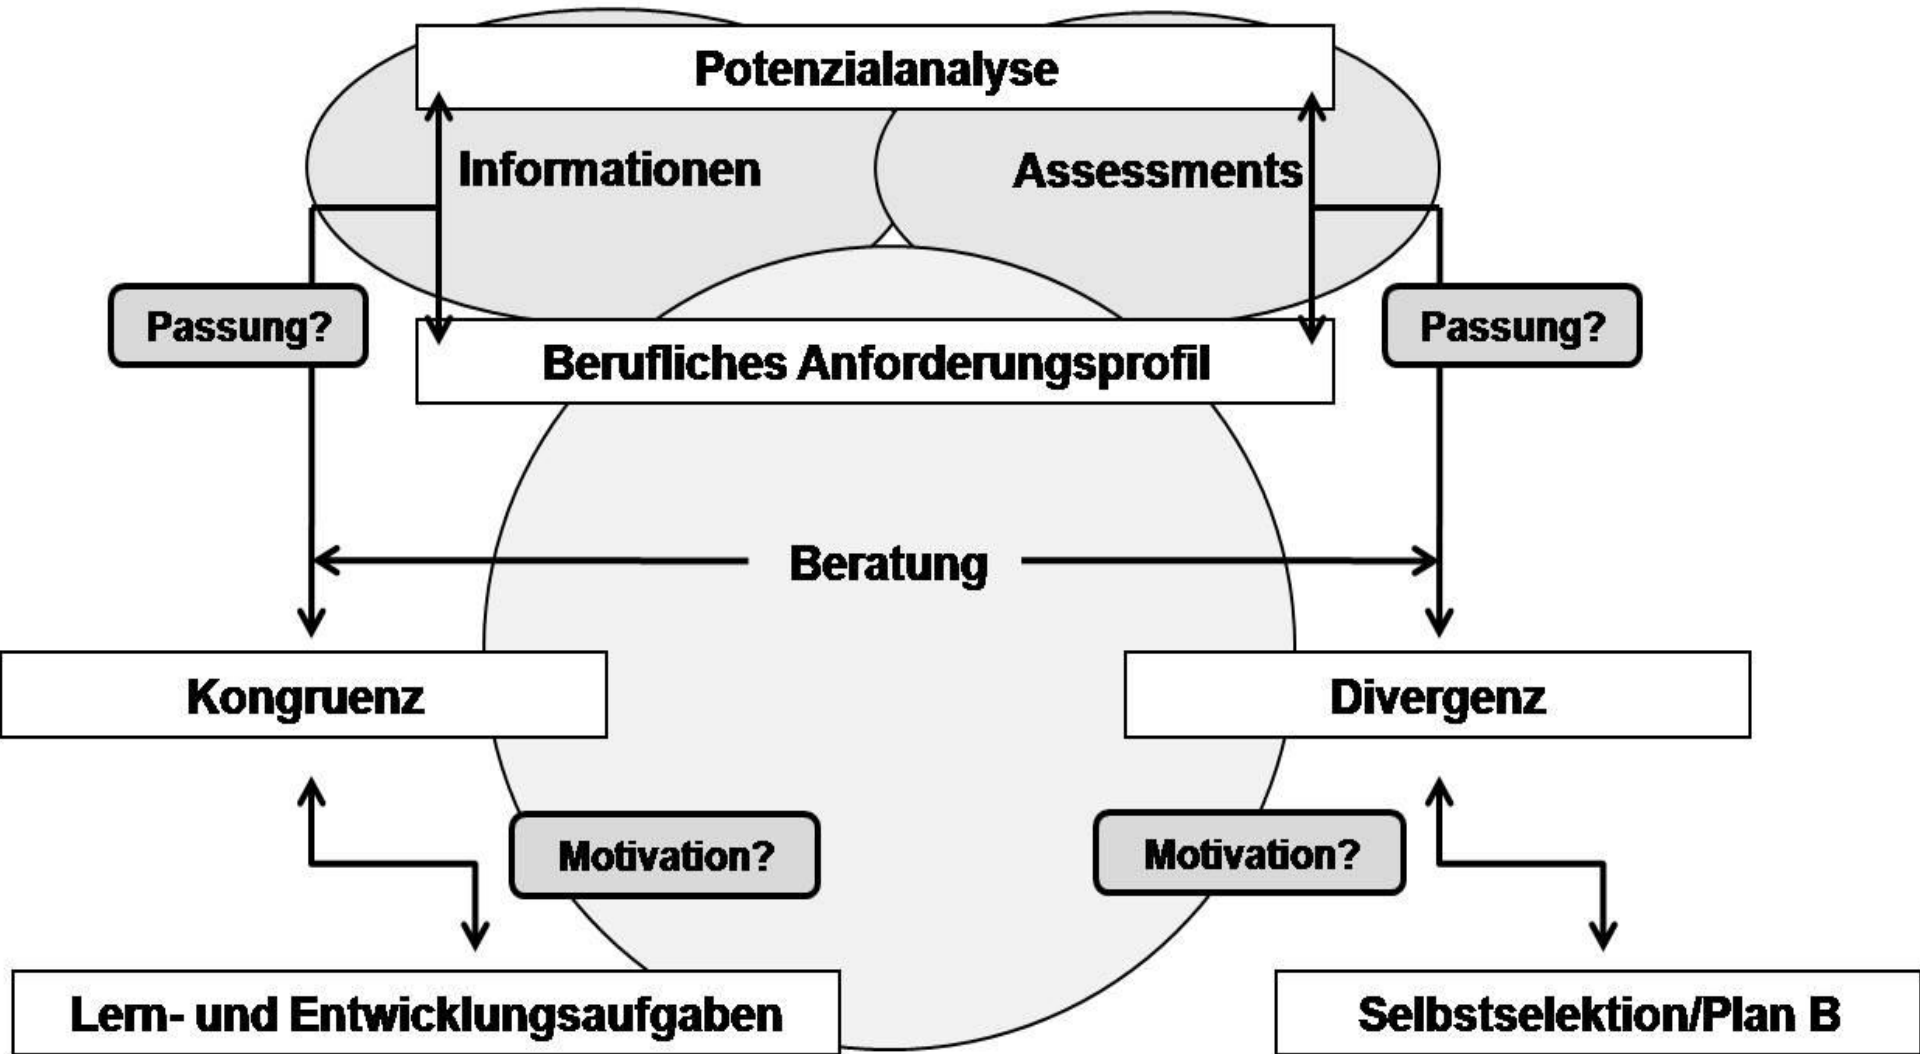 Potenzialanalyse
Informationen
Assessments
Passung?
Passung?
Berufliches Anforderungsprofil
Beratung
Kongruenz
Divergenz
Motivation?
Motivation?
Lern- und Entwicklungsaufgaben
Selbstselektion/Plan B